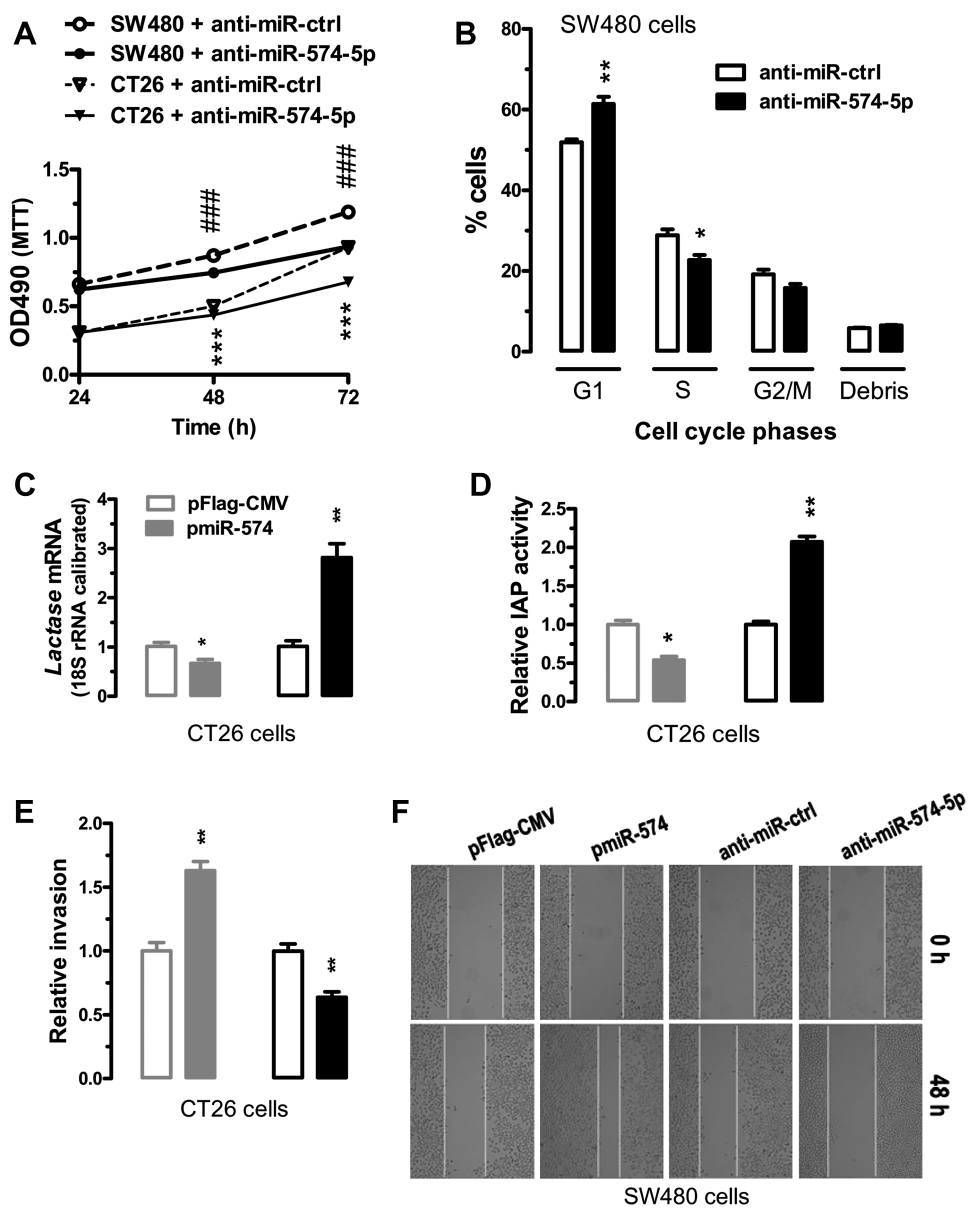 A
SW480 + anti-miR-ctrl
SW480 + anti-miR-574-5p
CT26 + anti-miR-ctrl
CT26 + anti-miR-574-5p
OD490 (MTT)
1.5
1.0
0.5
0.0
###
###
***
***
24
48
72
Time (h)
B
SW480 cells
anti-miR-ctrl
anti-miR-574-5p
% cells
80
60
40
20
0
**
*
G1
S
G2/M
Debris
Cell cycle phases
C
pFlag-CMV
pmiR-574
Lactase mRNA
(18S rRNA calibrated)
4
3
2
1
0
*
**
CT26 cells
D
Relative IAP activity
2.5
2.0
1.5
1.0
0.5
0.0
*
**
CT26 cells
E
Relative invasion
2.0
1.5
1.0
0.5
0.0
**
**
CT26 cells
F
pFlag-CMV
pmiR-574
anti-miR-ctrl
anti-miR-574-5p
0 h
48 h
SW480 cells